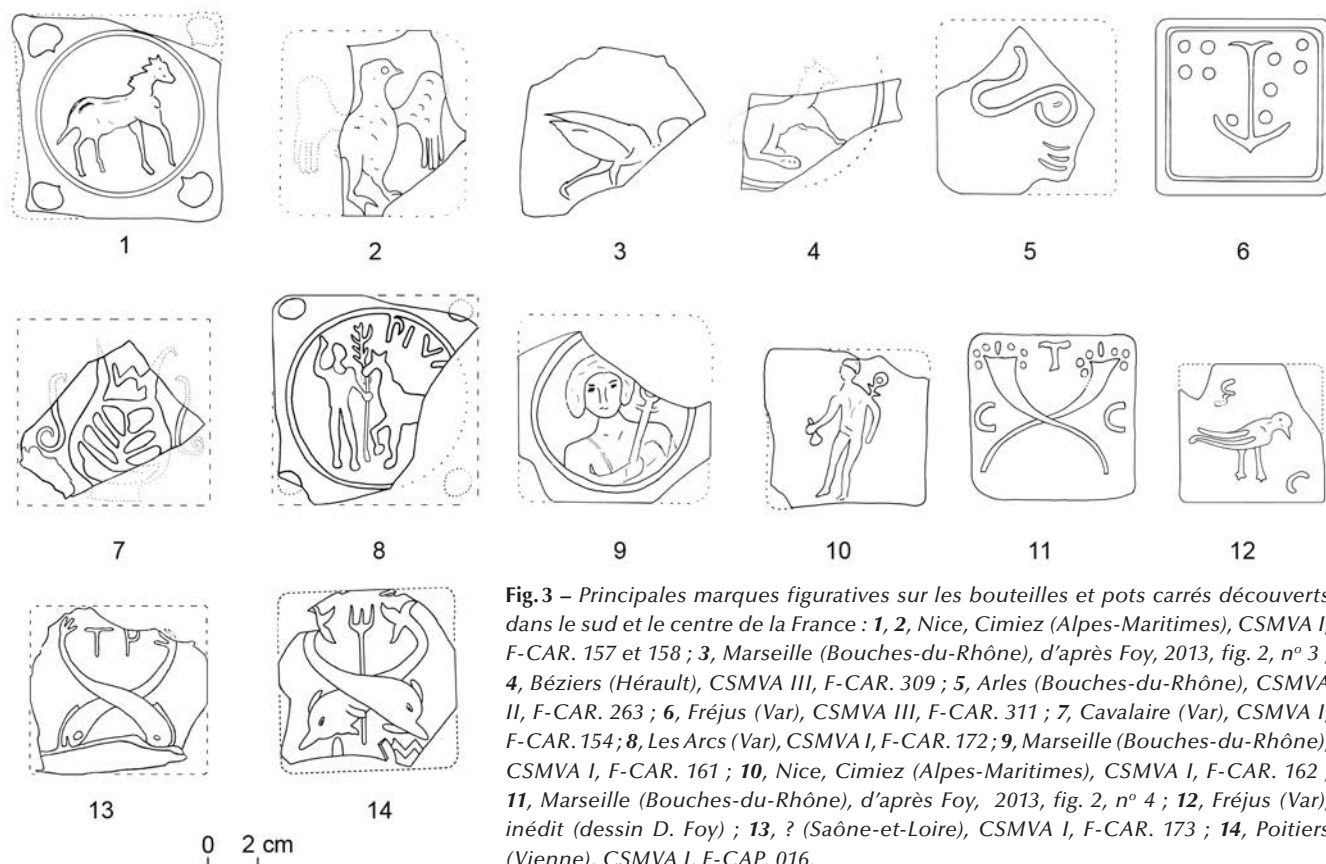 1
2
3
4
5
6
7
8
9
10
11
12
T
C
C
T P
13
14
0 2 cm
Fig. 3 – Principales marques figuratives sur les bouteilles et pots carrés découverts
dans le sud et le centre de la France : 1, 2, Nice, Cimiez (Alpes-Maritimes), CSMVA I,
F-CAR. 157 et 158 ; 3, Marseille (Bouches-du-Rhône), d'après Foy, 2013, fig. 2, nº 3 ;
4, Béziers (Hérault), CSMVA III, F-CAR. 309 ; 5, Arles (Bouches-du-Rhône), CSMVA
II, F-CAR. 263 ; 6, Fréjus (Var), CSMVA III, F-CAR. 311 ; 7, Cavalaire (Var), CSMVA I,
F-CAR. 154 ; 8, Les Arcs (Var), CSMVA I, F-CAR. 172 ; 9, Marseille (Bouches-du-Rhône),
CSMVA I, F-CAR. 161 ; 10, Nice, Cimiez (Alpes-Maritimes), CSMVA I, F-CAR. 162 ;
11, Marseille (Bouches-du-Rhône), d'après Foy, 2013, fig. 2, nº 4 ; 12, Fréjus (Var),
inédit (dessin D. Foy) ; 13, ? (Saône-et-Loire), CSMVA I, F-CAR. 173 ; 14, Poitiers
(Vienne), CSMVA I, F-CAP. 016.